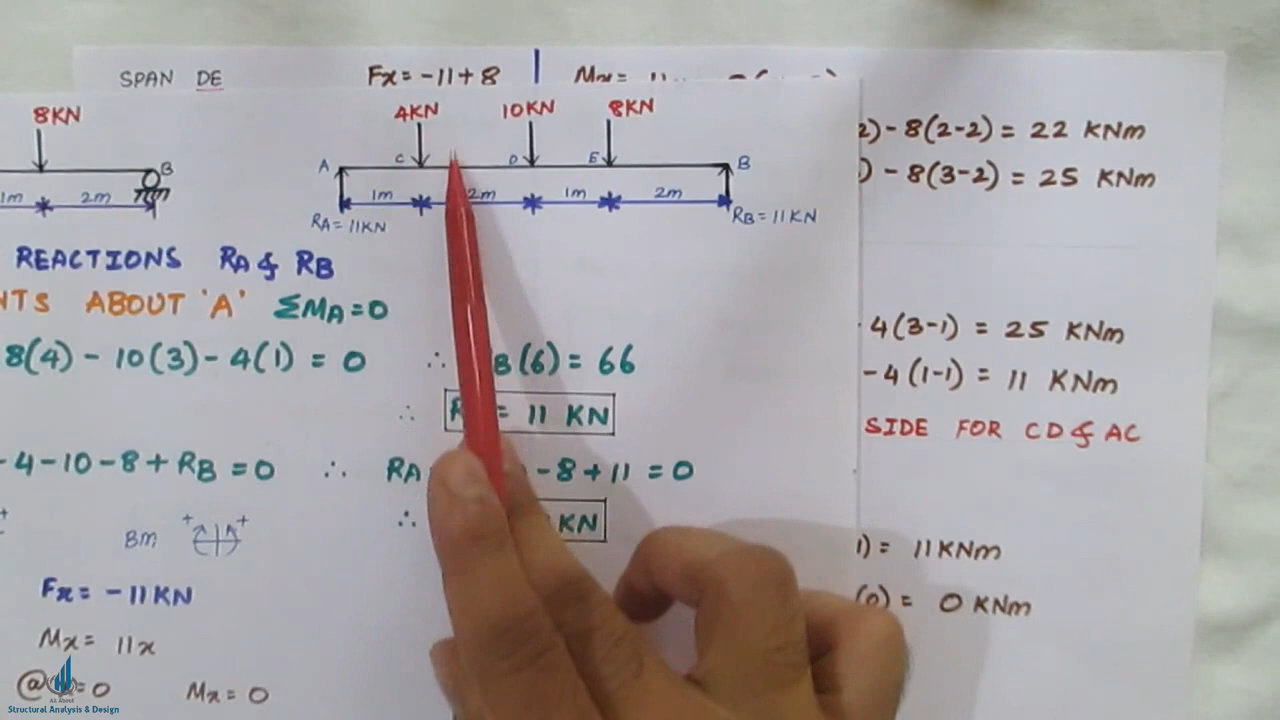 SPAN DE
Fx = -11+8
8KN
B
1m 2m
4KN 10KN 8KN
A C D E B
1m 2m 1m 2m
RA = 11KN
RB = 11KN
2) - 8(2-2) = 22 KNm
) - 8(3-2) = 25 KNm
REACTIONS RA & RB
ABOUT 'A' ΣMA = 0
8(4) - 10(3) - 4(1) = 0 ∴ B(6) = 66
∴ = 11 KN
- 4 - 10 - 8 + RB = 0 ∴ RA - 8 + 11 = 0
∴ KN
4(3-1) = 25 KNm
-4(1-1) = 11 KNm
SIDE FOR CD & AC
1) = 11KNm
(0) = 0 KNm
BM + +
Fx = -11KN
Mx = 11x
@ = 0 Mx = 0
All About
Structural Analysis & Design